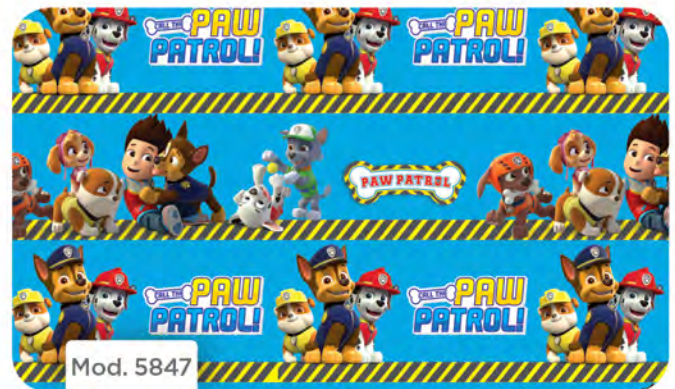 CALL THE
PAW
PATROL!
CALL THE
PAW
PATROL!
PAW PATROL
CALL THE
PAW
PATROL!
CALL THE
PAW
PATROL!
Mod. 5847